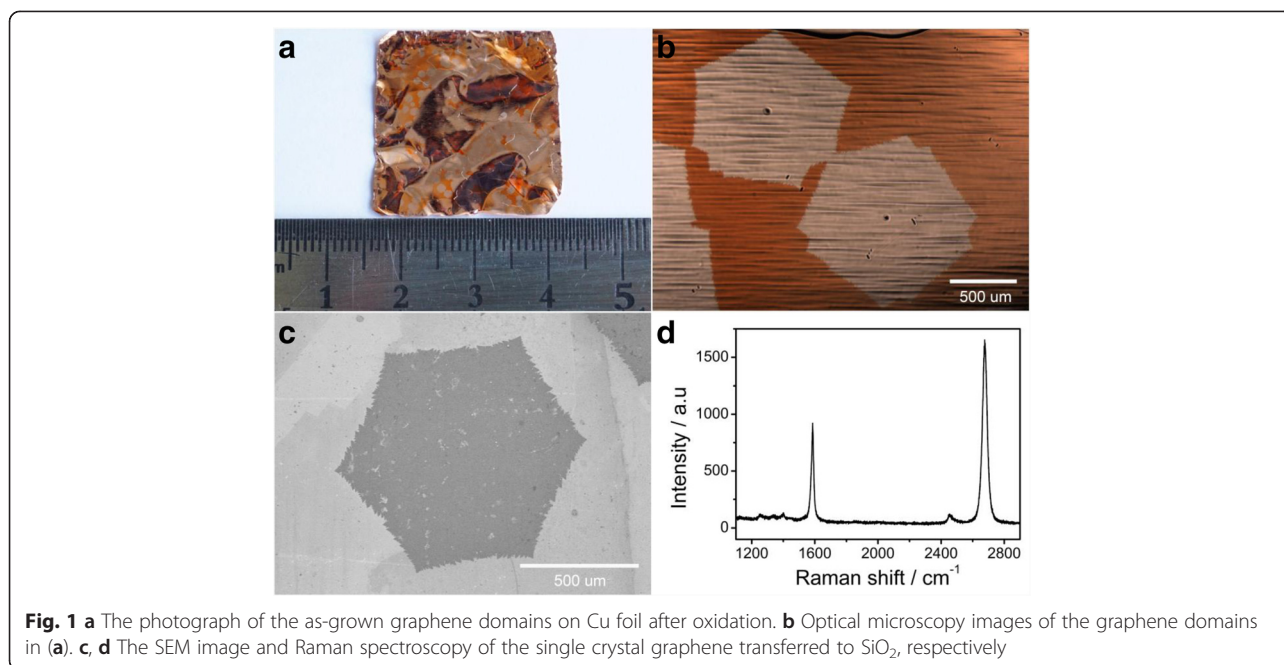 a
m 1 2 3 4 5
b
500 um
c
500 um
d
Intensity / a.u
1500
1000
500
0
1200 1600 2000 2400 2800
Raman shift / cm⁻¹
Fig. 1 a The photograph of the as-grown graphene domains on Cu foil after oxidation. b Optical microscopy images of the graphene domains
in (a). c, d The SEM image and Raman spectroscopy of the single crystal graphene transferred to SiO₂, respectively